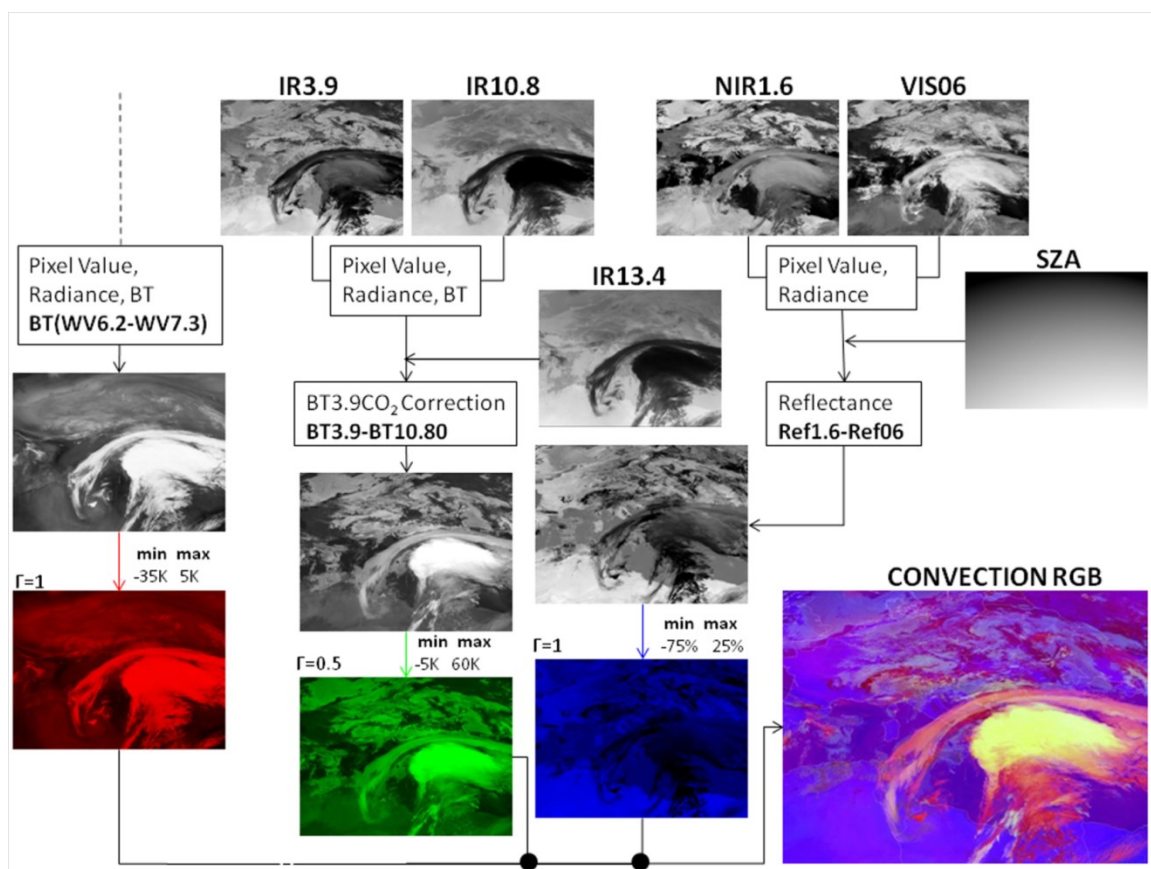 IR3.9
IR10.8
NIR1.6
VIS06
Pixel Value,
Radiance, BT
BT(WV6.2-WV7.3)
Pixel Value,
Radiance, BT
Pixel Value,
Radiance
SZA
IR13.4
BT3.9CO₂ Correction
BT3.9-BT10.80
Reflectance
Ref1.6-Ref06
min max
-35K 5K
Γ=1
min max
-5K 60K
Γ=0.5
min max
-75% 25%
Γ=1
CONVECTION RGB